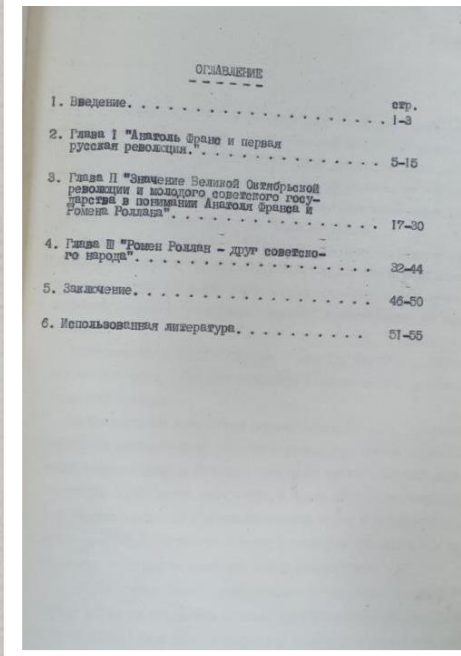 ОГЛАВЛЕНИЕ
стр.
1. Введение. . . . . . . . . . . . . . . . . . . . 1-3
2. Глава I "Анатоль Франс и первая
русская революция.". . . . . . . . . . . . . . . 5-15
3. Глава II "Значение Великой Октябрьской
революции и молодого советского госу-
дарства в понимании Анатоля Франса и
Ромена Роллана". . . . . . . . . . . . . . . . . 17-30
4. Глава III "Ромен Роллан - друг советско-
го народа". . . . . . . . . . . . . . . . . . . . 32-44
5. Заключение. . . . . . . . . . . . . . . . . . . 46-50
6. Использованная литература. . . . . . . . . . . 51-55